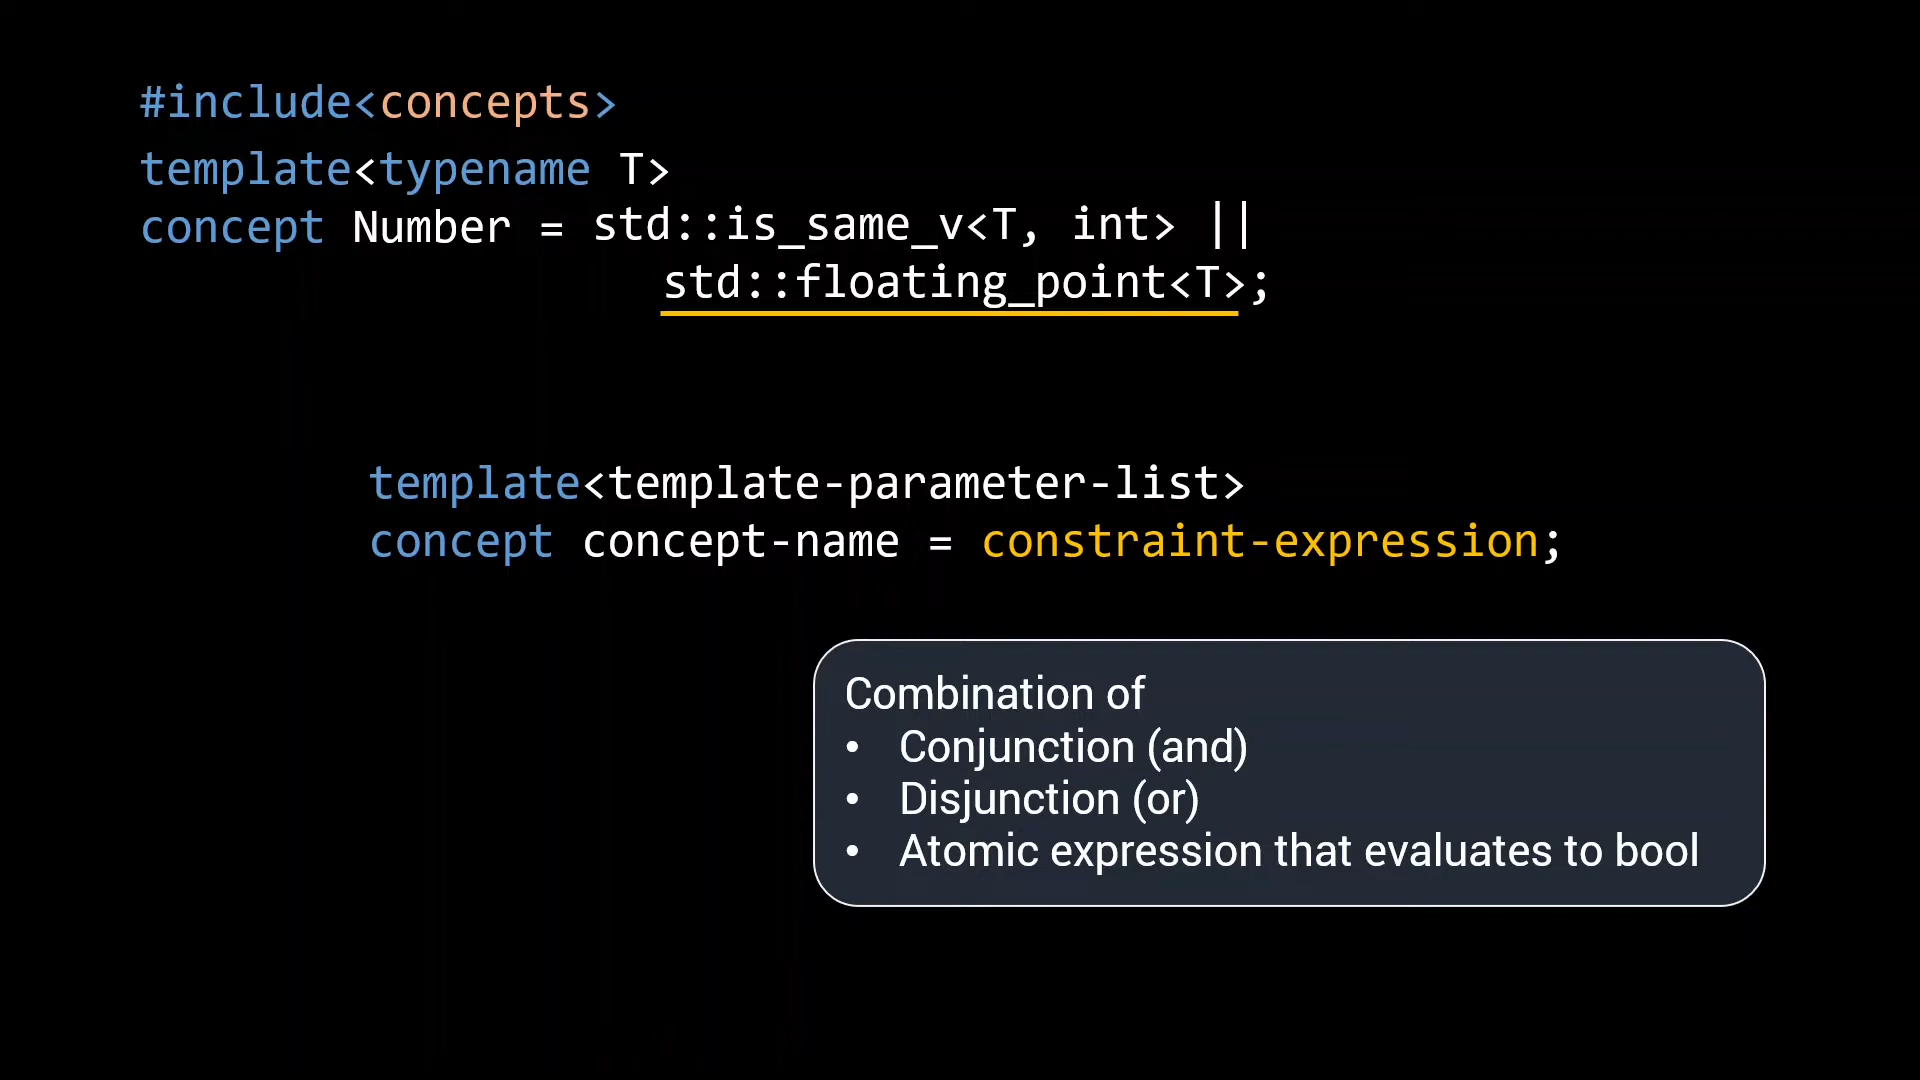 #include<concepts>
template<typename T>
concept Number = std::is_same_v<T, int> ||
std::floating_point<T>;
template<template-parameter-list>
concept concept-name = constraint-expression;
Combination of
• Conjunction (and)
• Disjunction (or)
• Atomic expression that evaluates to bool